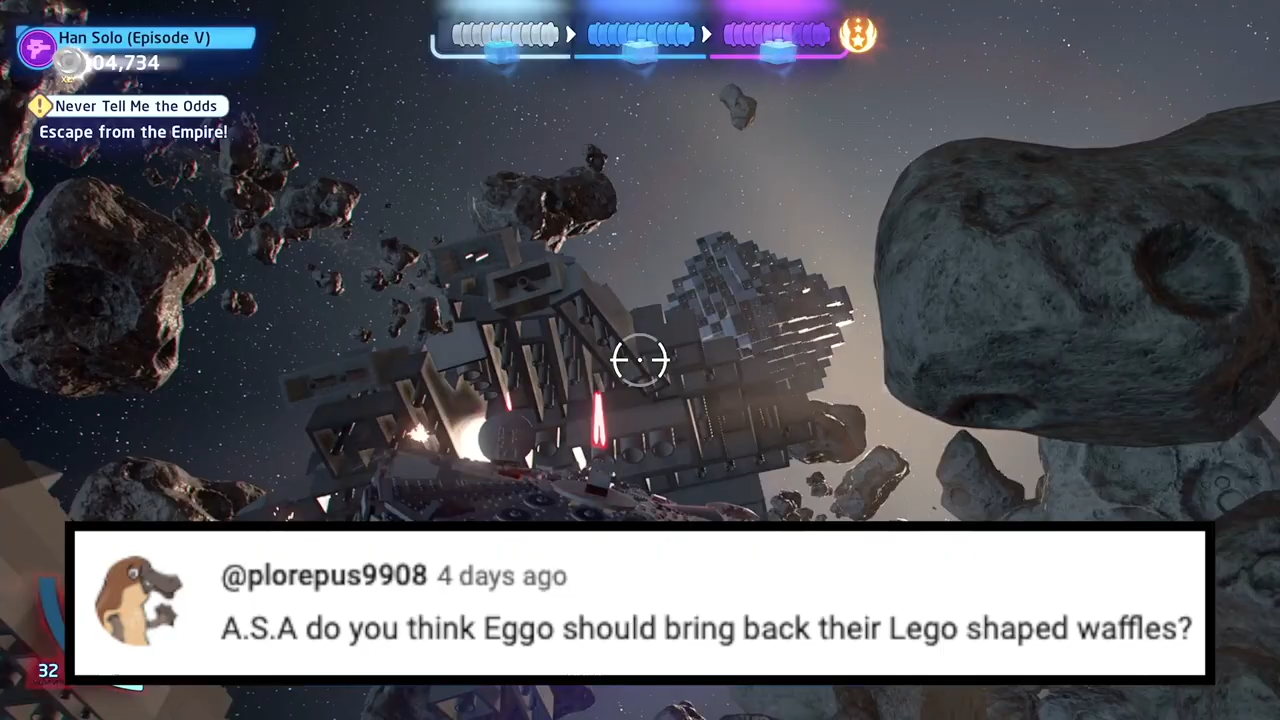 Han Solo (Episode V)
04,734
Never Tell Me the Odds
Escape from the Empire!
@plorepus9908 4 days ago
A.S.A do you think Eggo should bring back their Lego shaped waffles?
32